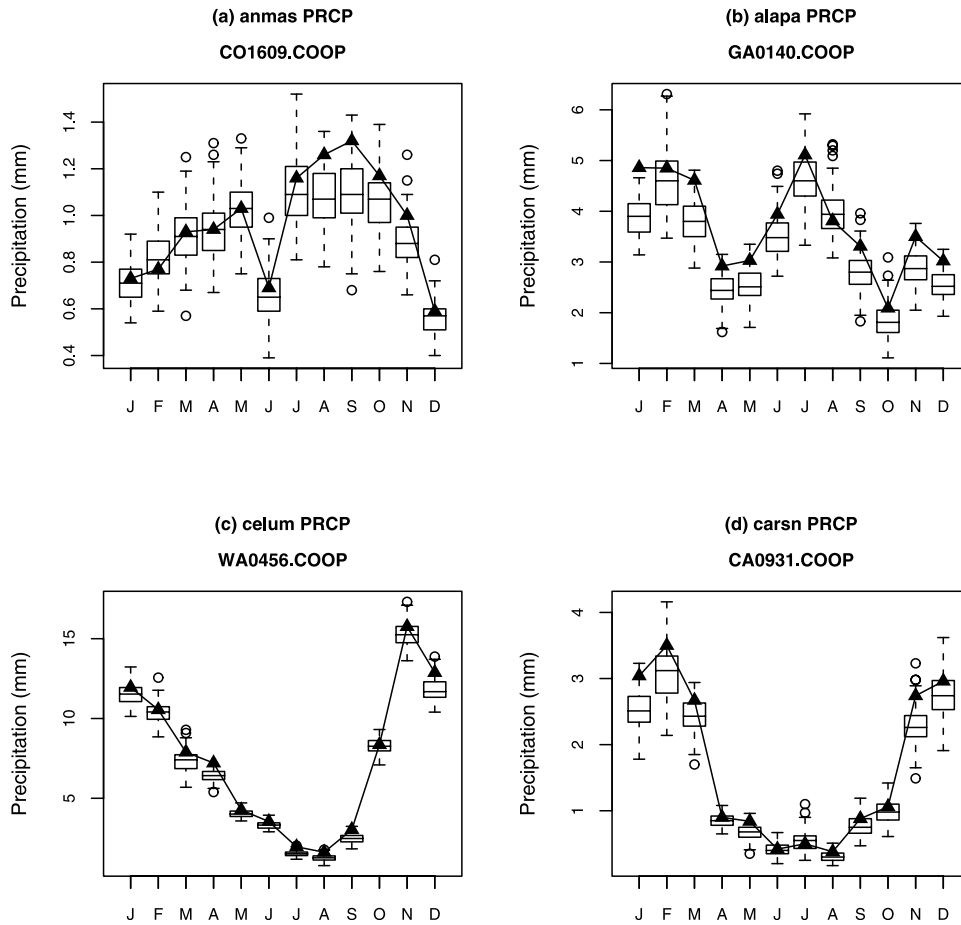 (a) anmas PRCP
CO1609.COOP
Precipitation (mm)
1.4
1.2
1.0
0.8
0.6
0.4
J F M A M J J A S O N D
(b) alapa PRCP
GA0140.COOP
Precipitation (mm)
6
5
4
3
2
1
J F M A M J J A S O N D
(c) celum PRCP
WA0456.COOP
Precipitation (mm)
15
10
5
J F M A M J J A S O N D
(d) carsn PRCP
CA0931.COOP
Precipitation (mm)
4
3
2
1
J F M A M J J A S O N D